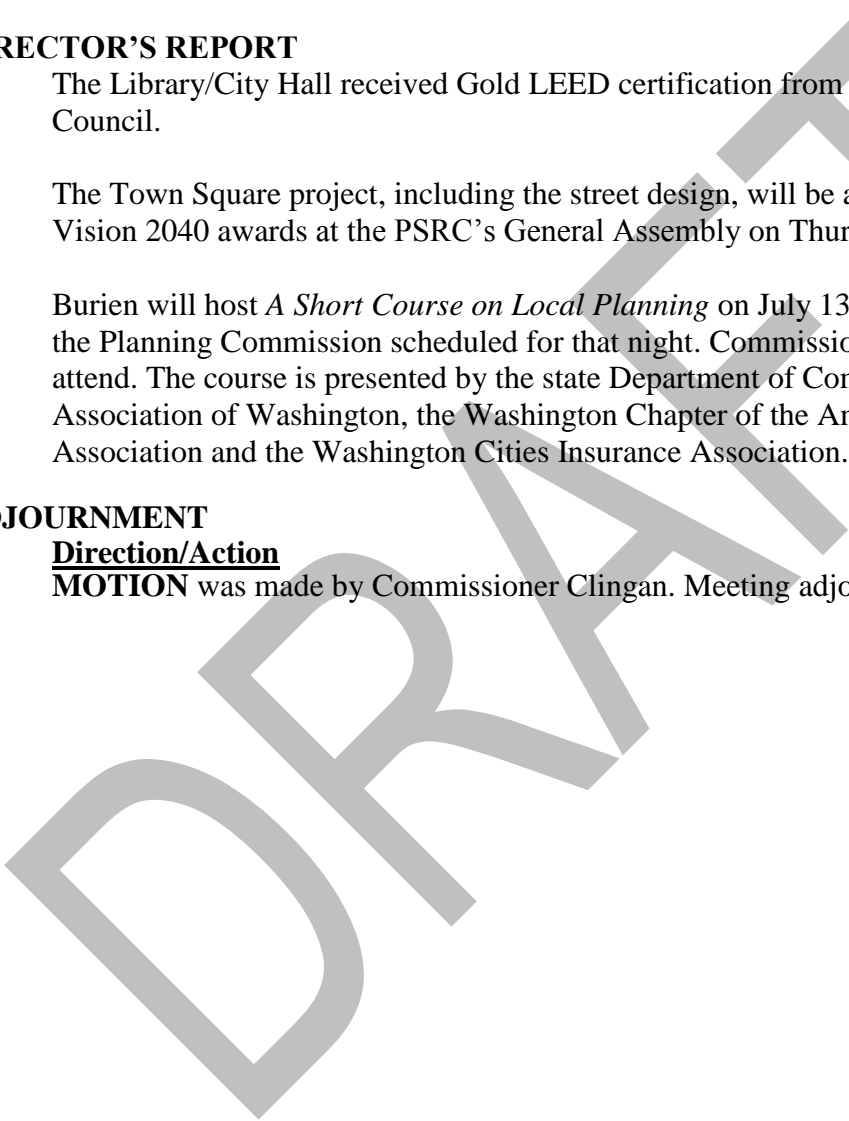 RECTOR'S REPORT
The Library/City Hall received Gold LEED certification from
Council.
The Town Square project, including the street design, will be a
Vision 2040 awards at the PSRC's General Assembly on Thur
Burien will host A Short Course on Local Planning on July 13
the Planning Commission scheduled for that night. Commissio
attend. The course is presented by the state Department of Com
Association of Washington, the Washington Chapter of the Am
Association and the Washington Cities Insurance Association.
JOURNMENT
Direction/Action
MOTION was made by Commissioner Clingan. Meeting adjo
DRAFT